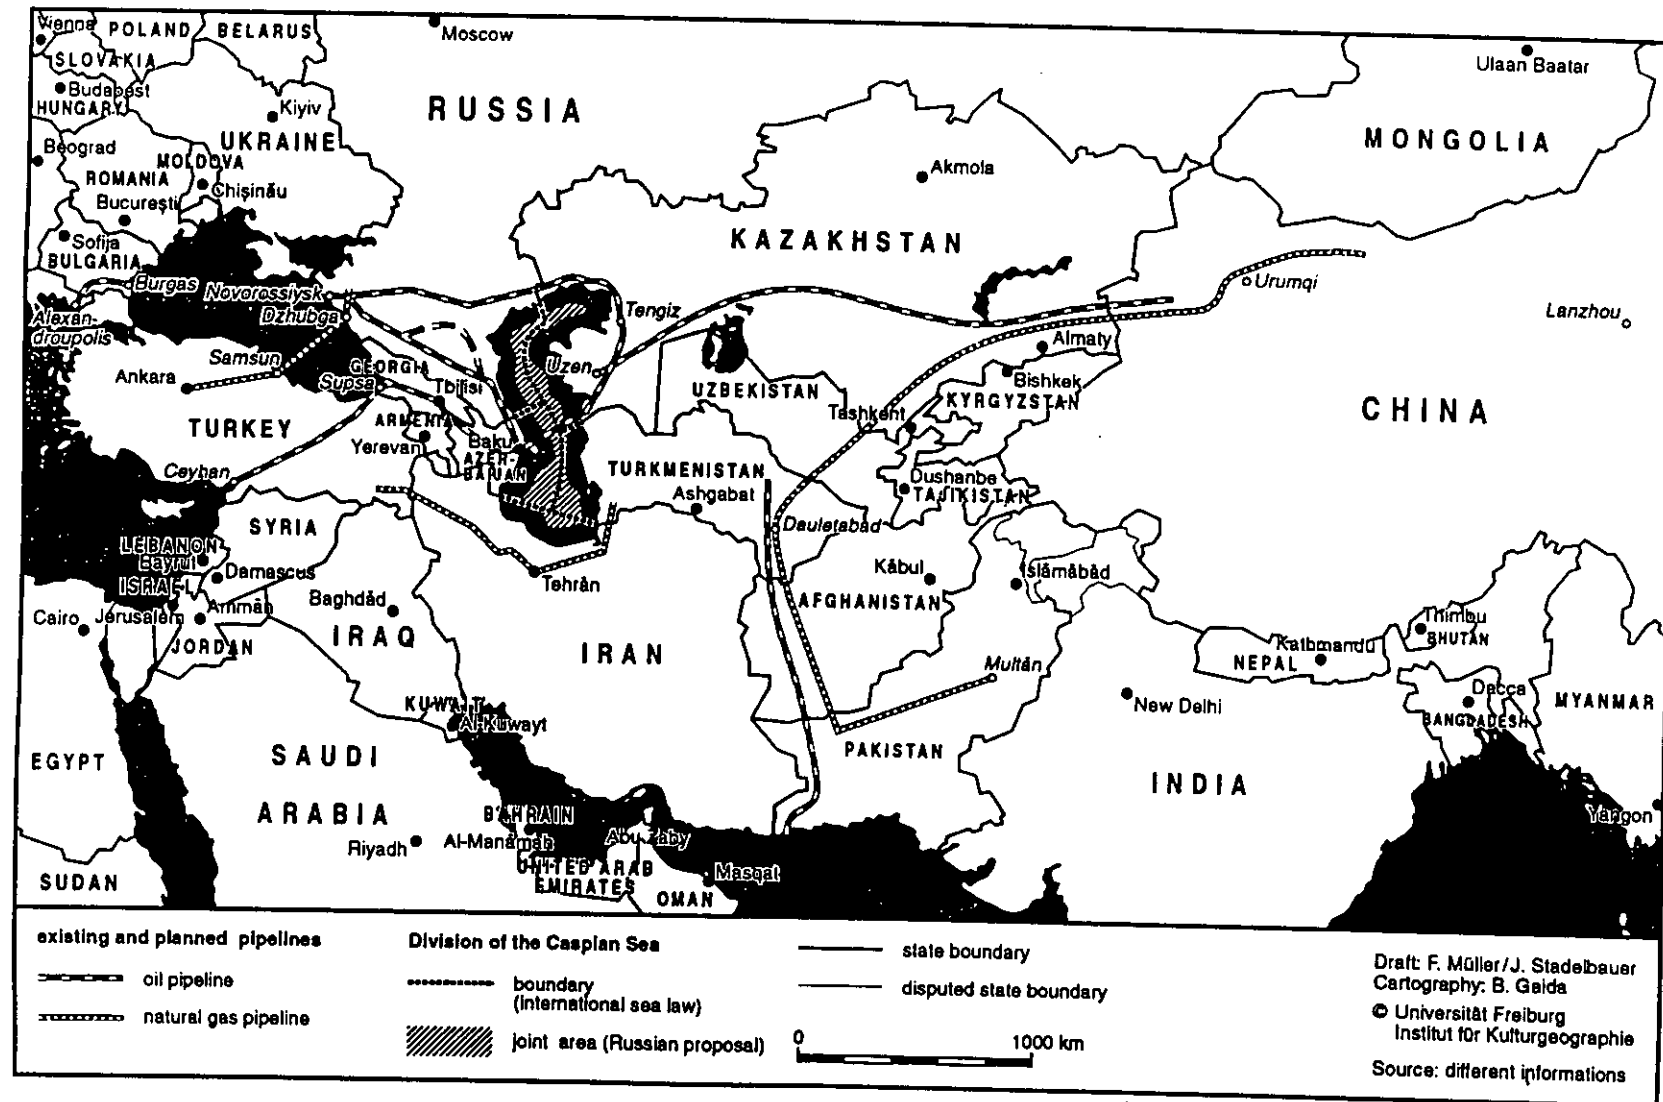 Vienna
POLAND
BELARUS
Moscow
SLOVAKIA
Budapest
HUNGARY
Kiyiv
RUSSIA
UKRAINE
Ulaan Baatar
MONGOLIA
Beograd
MOLDOVA
ROMANIA
Chişinău
Bucureşti
Akmola
Sofija
BULGARIA
KAZAKHSTAN
Burgas
Novorossiysk
Dzhubga
Alexan-
droupolis
Tengiz
Urumqi
Lanzhou
Samsun
Ankara
GEORGIA
Supsa
Tbilisi
Uzen
Almaty
Bishkek
UZBEKISTAN
KYRGYZSTAN
Tashkent
CHINA
TURKEY
ARMENIA
Yerevan
Baku
AZER-
BAIJAN
TURKMENISTAN
Ashgabat
Dushanbe
TAJIKISTAN
Ceyhan
SYRIA
Dauletabad
LEBANON
Bayrut
ISRAEL
Damascus
Tehrān
Kābul
Islāmābād
AFGHANISTAN
Cairo
Jerusalem
Ammān
Baghdād
JORDAN
IRAQ
IRAN
Multān
Thimbu
BHUTAN
Kathmandu
NEPAL
New Delhi
Dacca
BANGLADESH
MYANMAR
KUWAIT
Al-Kuwayt
EGYPT
SAUDI
ARABIA
PAKISTAN
INDIA
BAHRAIN
Riyadh
Al-Manāmah
Abu Zaby
UNITED ARAB
EMIRATES
Masqat
OMAN
Yangon
SUDAN
existing and planned pipelines
oil pipeline
natural gas pipeline
Division of the Caspian Sea
boundary
(international sea law)
joint area (Russian proposal)
state boundary
disputed state boundary
0 1000 km
Draft: F. Müller/J. Stadelbauer
Cartography: B. Gaida
© Universität Freiburg
Institut für Kulturgeographie
Source: different informations